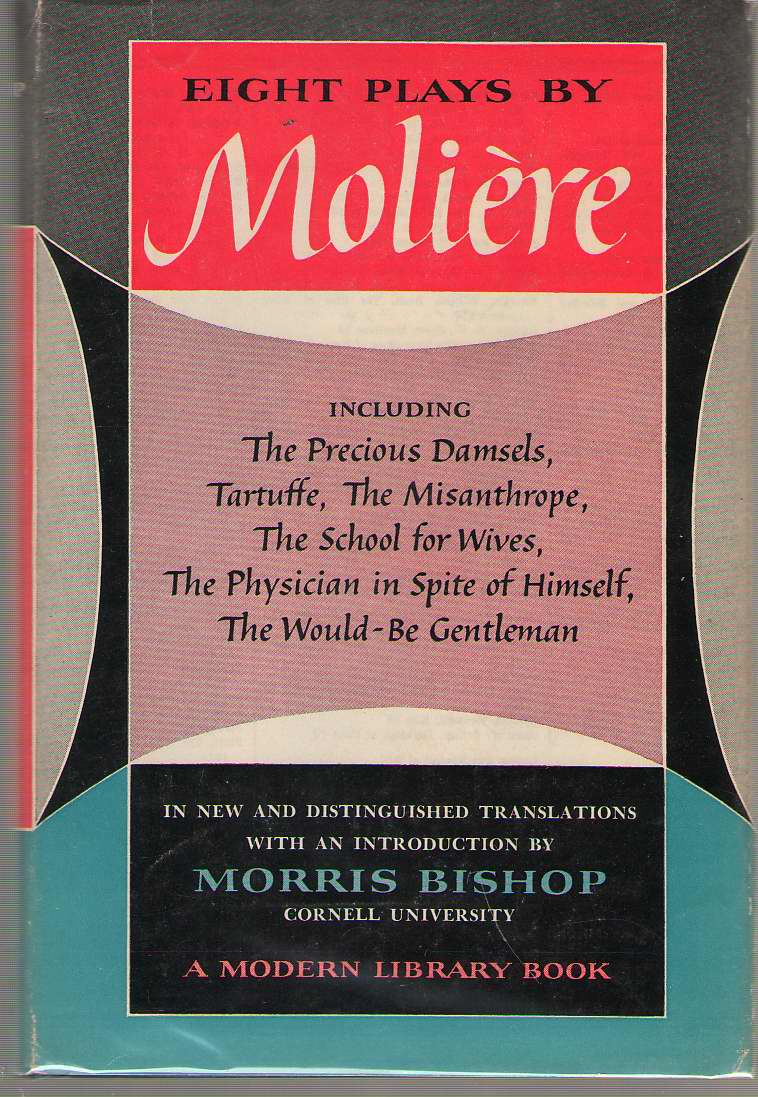 EIGHT PLAYS BY
Molière
INCLUDING
The Precious Damsels,
Tartuffe, The Misanthrope,
The School for Wives,
The Physician in Spite of Himself,
The Would-Be Gentleman
IN NEW AND DISTINGUISHED TRANSLATIONS
WITH AN INTRODUCTION BY
MORRIS BISHOP
CORNELL UNIVERSITY
A MODERN LIBRARY BOOK